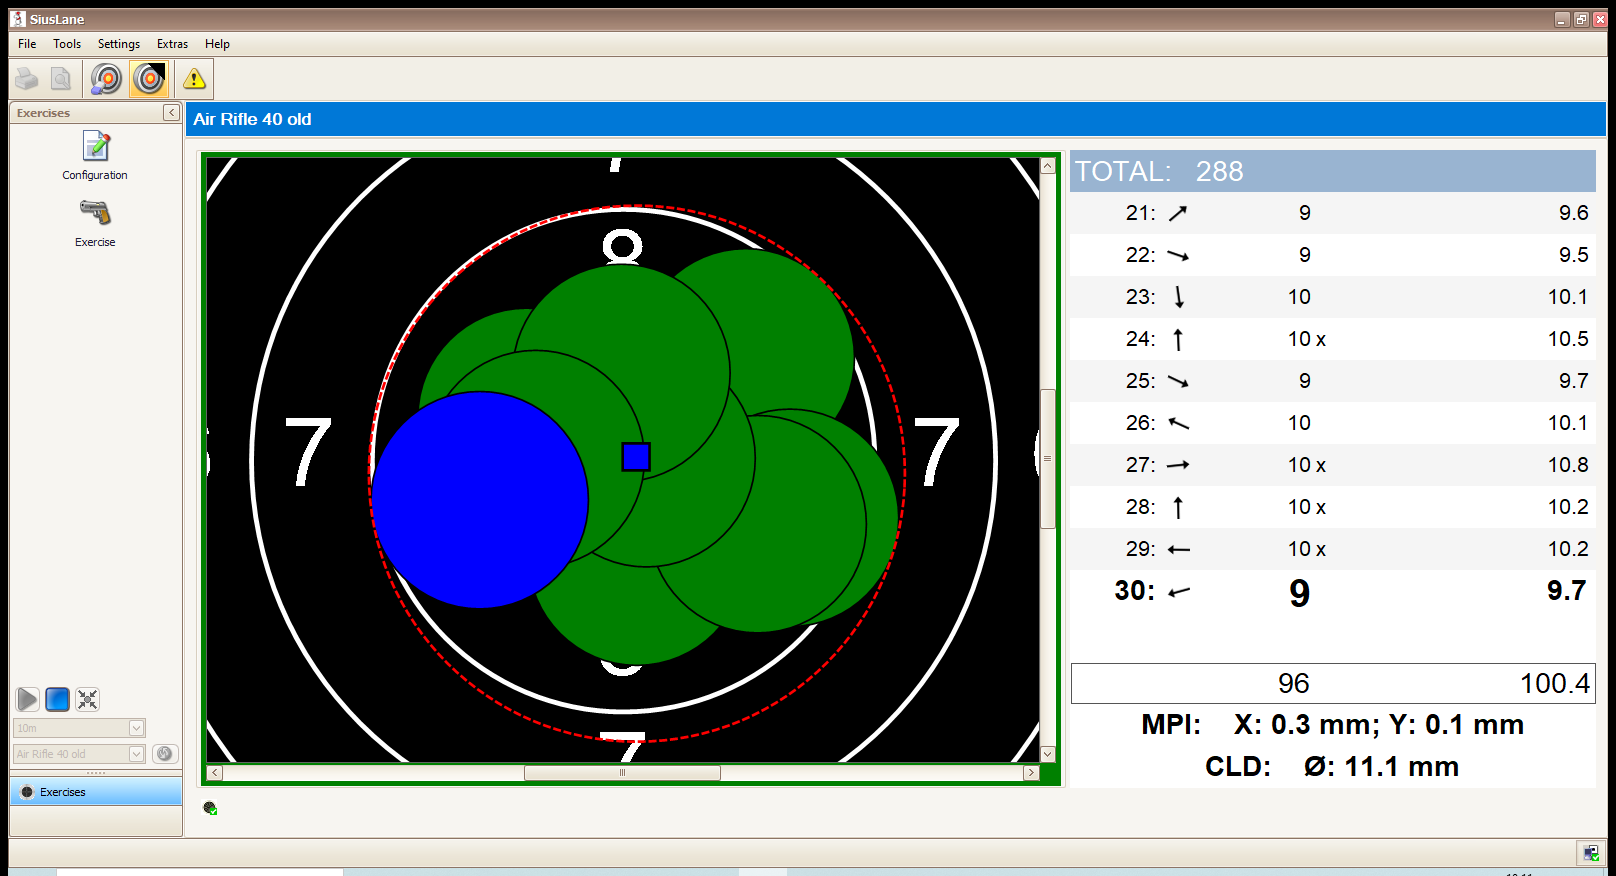 SiusLane
File Tools Settings Extras Help
Exercises
Configuration
Exercise
10m
Air Rifle 40 old
Exercises
Air Rifle 40 old
8
7
7
7
TOTAL: 288
21: 9 9.6
22: 9 9.5
23: 10 10.1
24: 10 x 10.5
25: 9 9.7
26: 10 10.1
27: 10 x 10.8
28: 10 x 10.2
29: 10 x 10.2
30: 9 9.7
96 100.4
MPI: X: 0.3 mm; Y: 0.1 mm
CLD: Ø: 11.1 mm